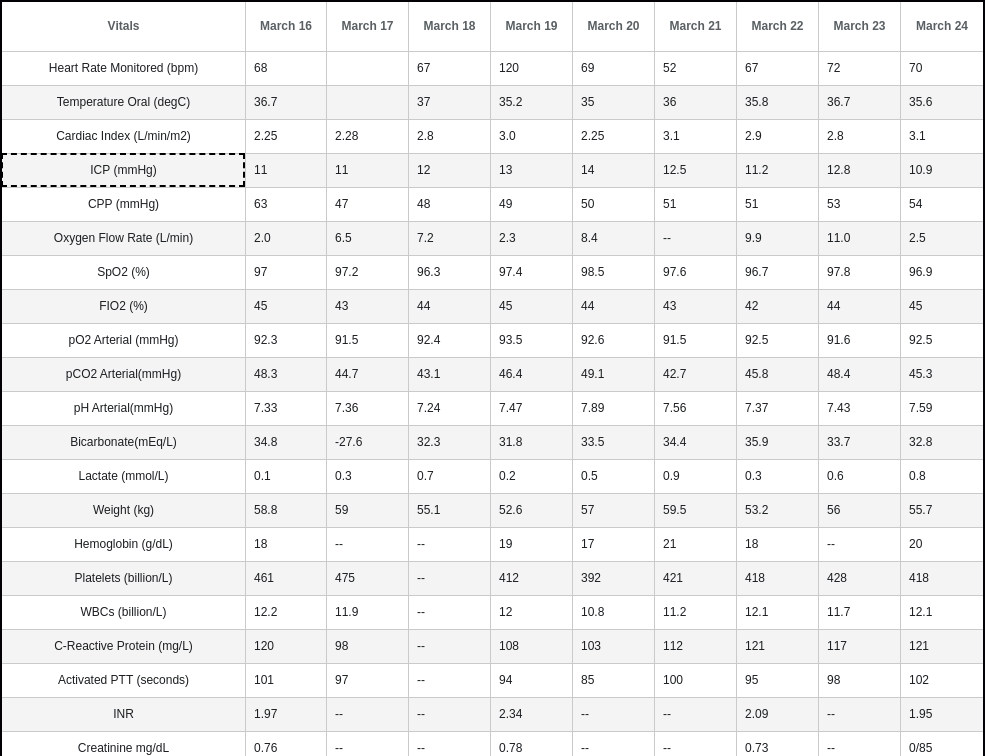 Vitals March 16 March 17 March 18 March 19 March 20 March 21 March 22 March 23 March 24
Heart Rate Monitored (bpm) 68 67 120 69 52 67 72 70
Temperature Oral (degC) 36.7 37 35.2 35 36 35.8 36.7 35.6
Cardiac Index (L/min/m2) 2.25 2.28 2.8 3.0 2.25 3.1 2.9 2.8 3.1
ICP (mmHg) 11 11 12 13 14 12.5 11.2 12.8 10.9
CPP (mmHg) 63 47 48 49 50 51 51 53 54
Oxygen Flow Rate (L/min) 2.0 6.5 7.2 2.3 8.4 -- 9.9 11.0 2.5
SpO2 (%) 97 97.2 96.3 97.4 98.5 97.6 96.7 97.8 96.9
FIO2 (%) 45 43 44 45 44 43 42 44 45
pO2 Arterial (mmHg) 92.3 91.5 92.4 93.5 92.6 91.5 92.5 91.6 92.5
pCO2 Arterial(mmHg) 48.3 44.7 43.1 46.4 49.1 42.7 45.8 48.4 45.3
pH Arterial(mmHg) 7.33 7.36 7.24 7.47 7.89 7.56 7.37 7.43 7.59
Bicarbonate(mEq/L) 34.8 -27.6 32.3 31.8 33.5 34.4 35.9 33.7 32.8
Lactate (mmol/L) 0.1 0.3 0.7 0.2 0.5 0.9 0.3 0.6 0.8
Weight (kg) 58.8 59 55.1 52.6 57 59.5 53.2 56 55.7
Hemoglobin (g/dL) 18 -- -- 19 17 21 18 -- 20
Platelets (billion/L) 461 475 -- 412 392 421 418 428 418
WBCs (billion/L) 12.2 11.9 -- 12 10.8 11.2 12.1 11.7 12.1
C-Reactive Protein (mg/L) 120 98 -- 108 103 112 121 117 121
Activated PTT (seconds) 101 97 -- 94 85 100 95 98 102
INR 1.97 -- -- 2.34 -- -- 2.09 -- 1.95
Creatinine mg/dL 0.76 -- -- 0.78 -- -- 0.73 -- 0/85